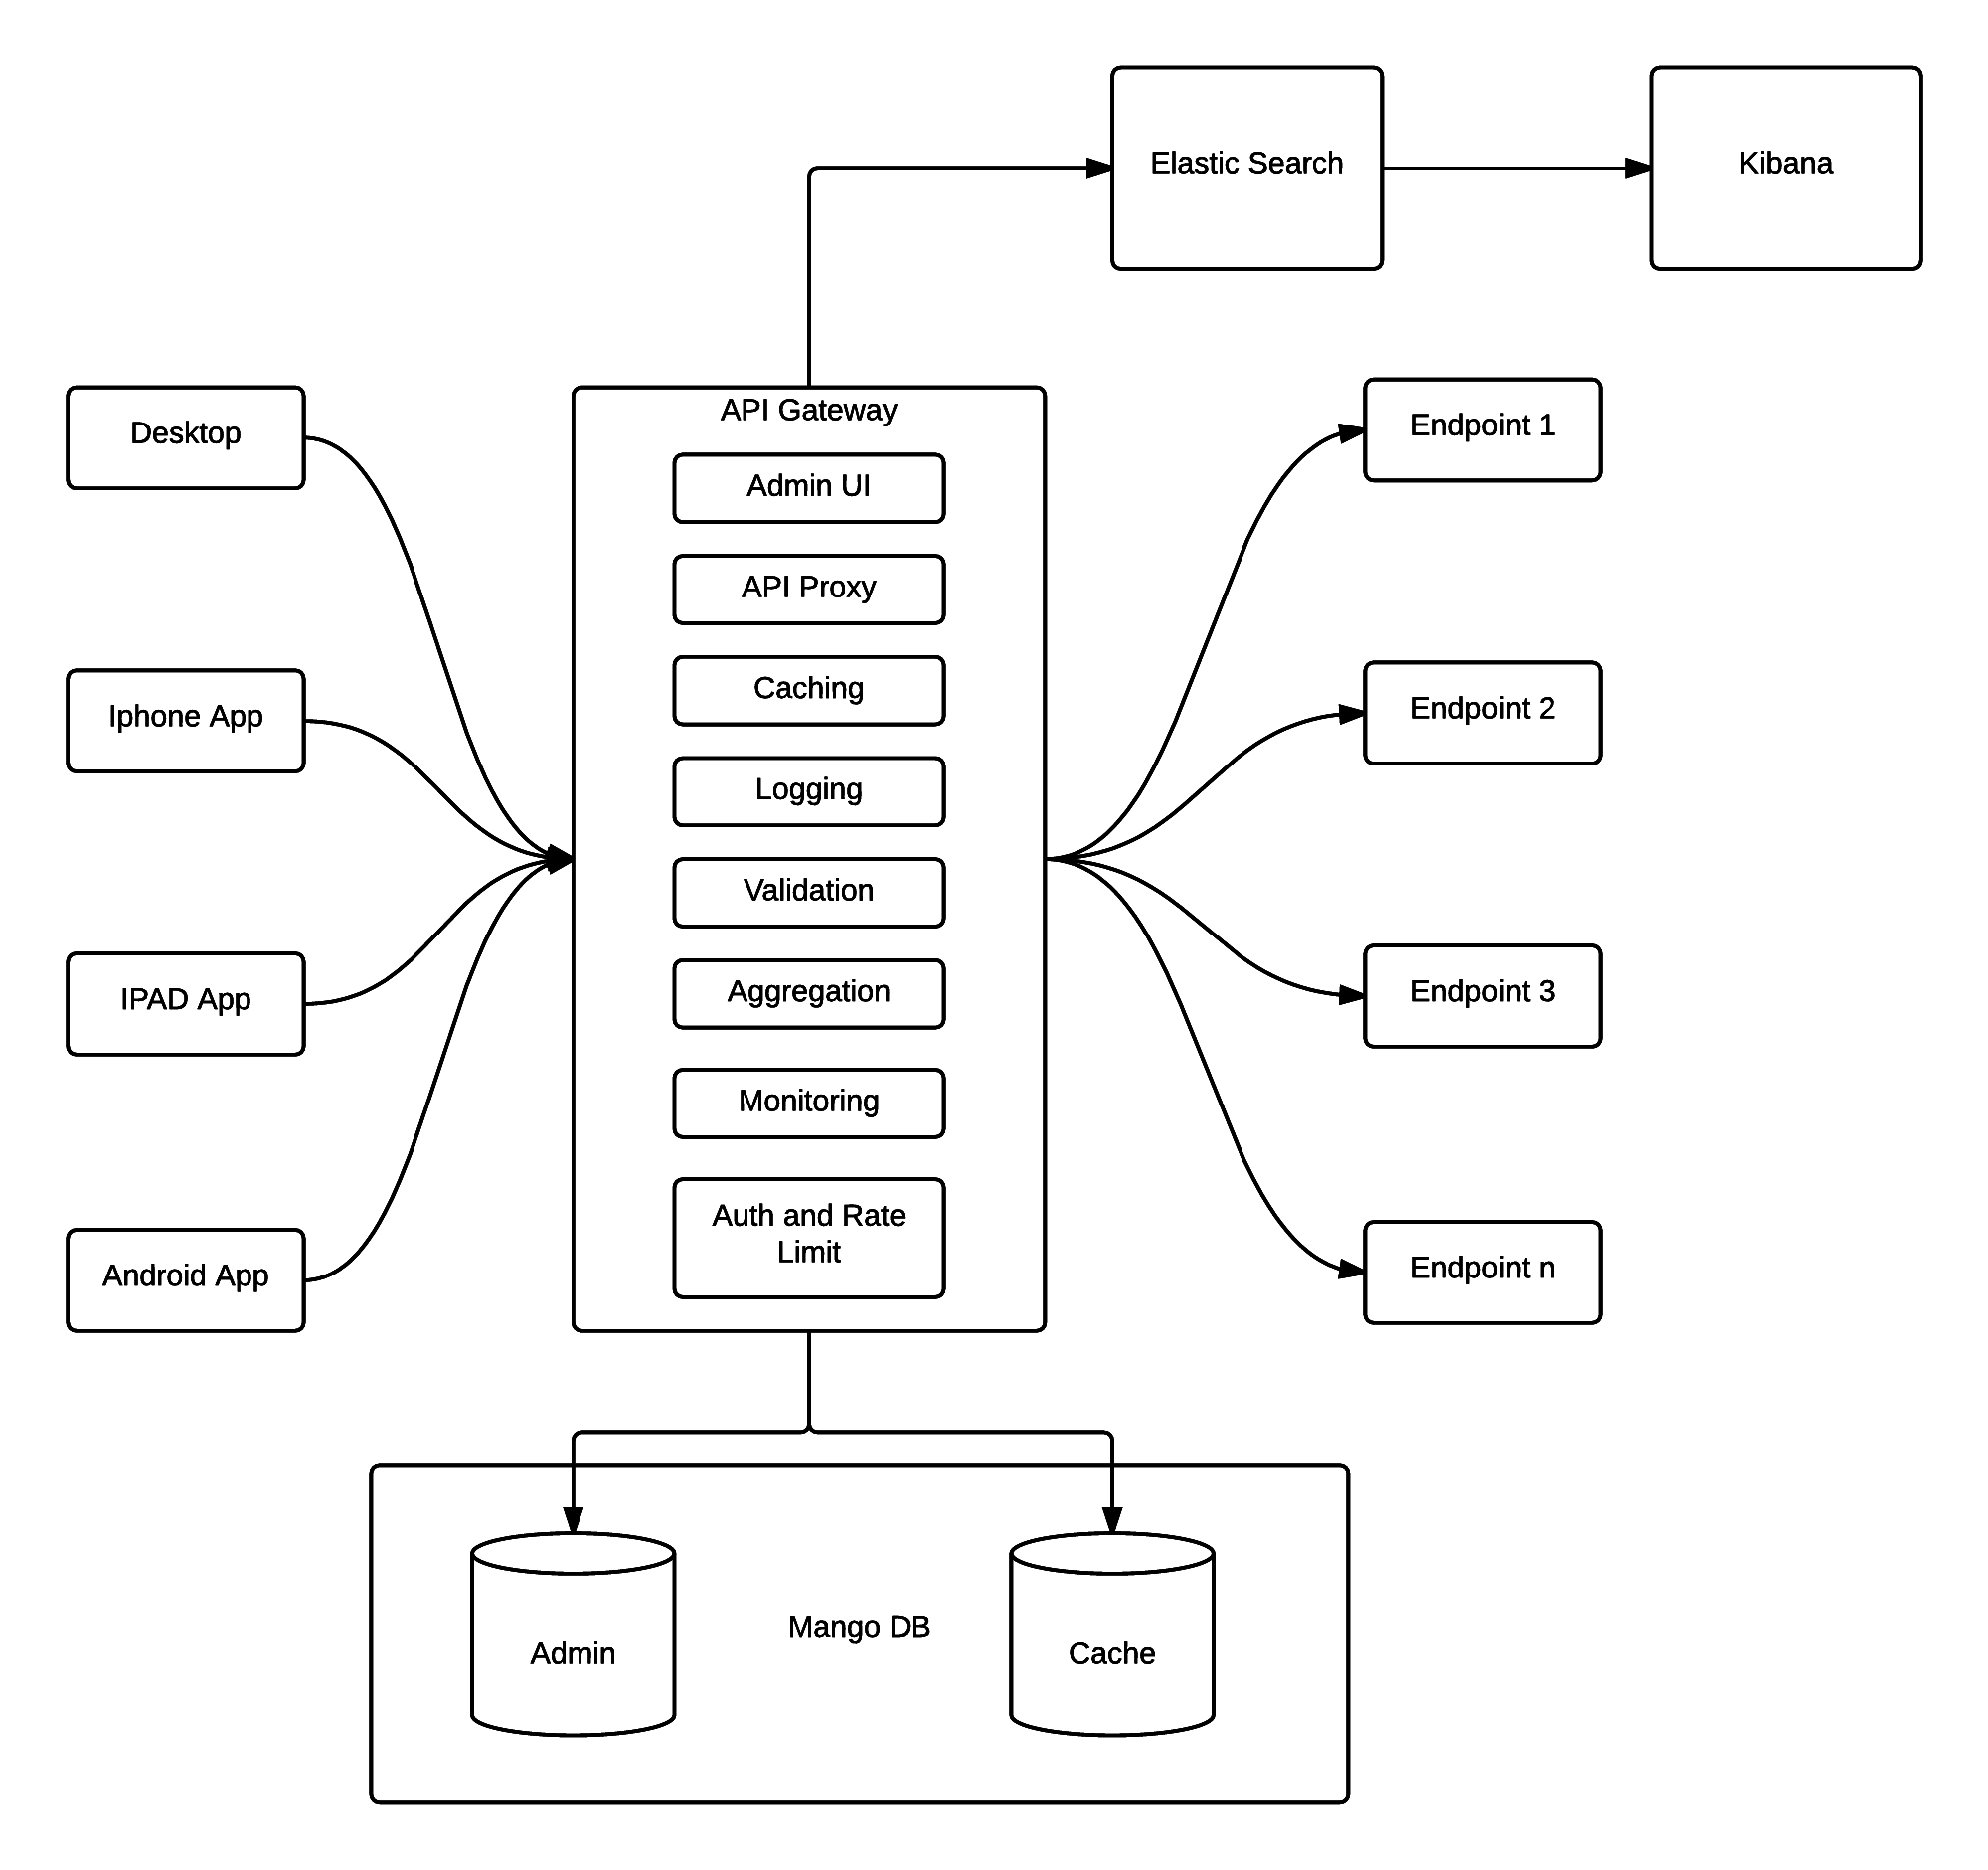 Elastic Search
Kibana
Desktop
Iphone App
IPAD App
Android App
API Gateway
Admin UI
API Proxy
Caching
Logging
Validation
Aggregation
Monitoring
Auth and Rate
Limit
Endpoint 1
Endpoint 2
Endpoint 3
Endpoint n
Admin
Mango DB
Cache